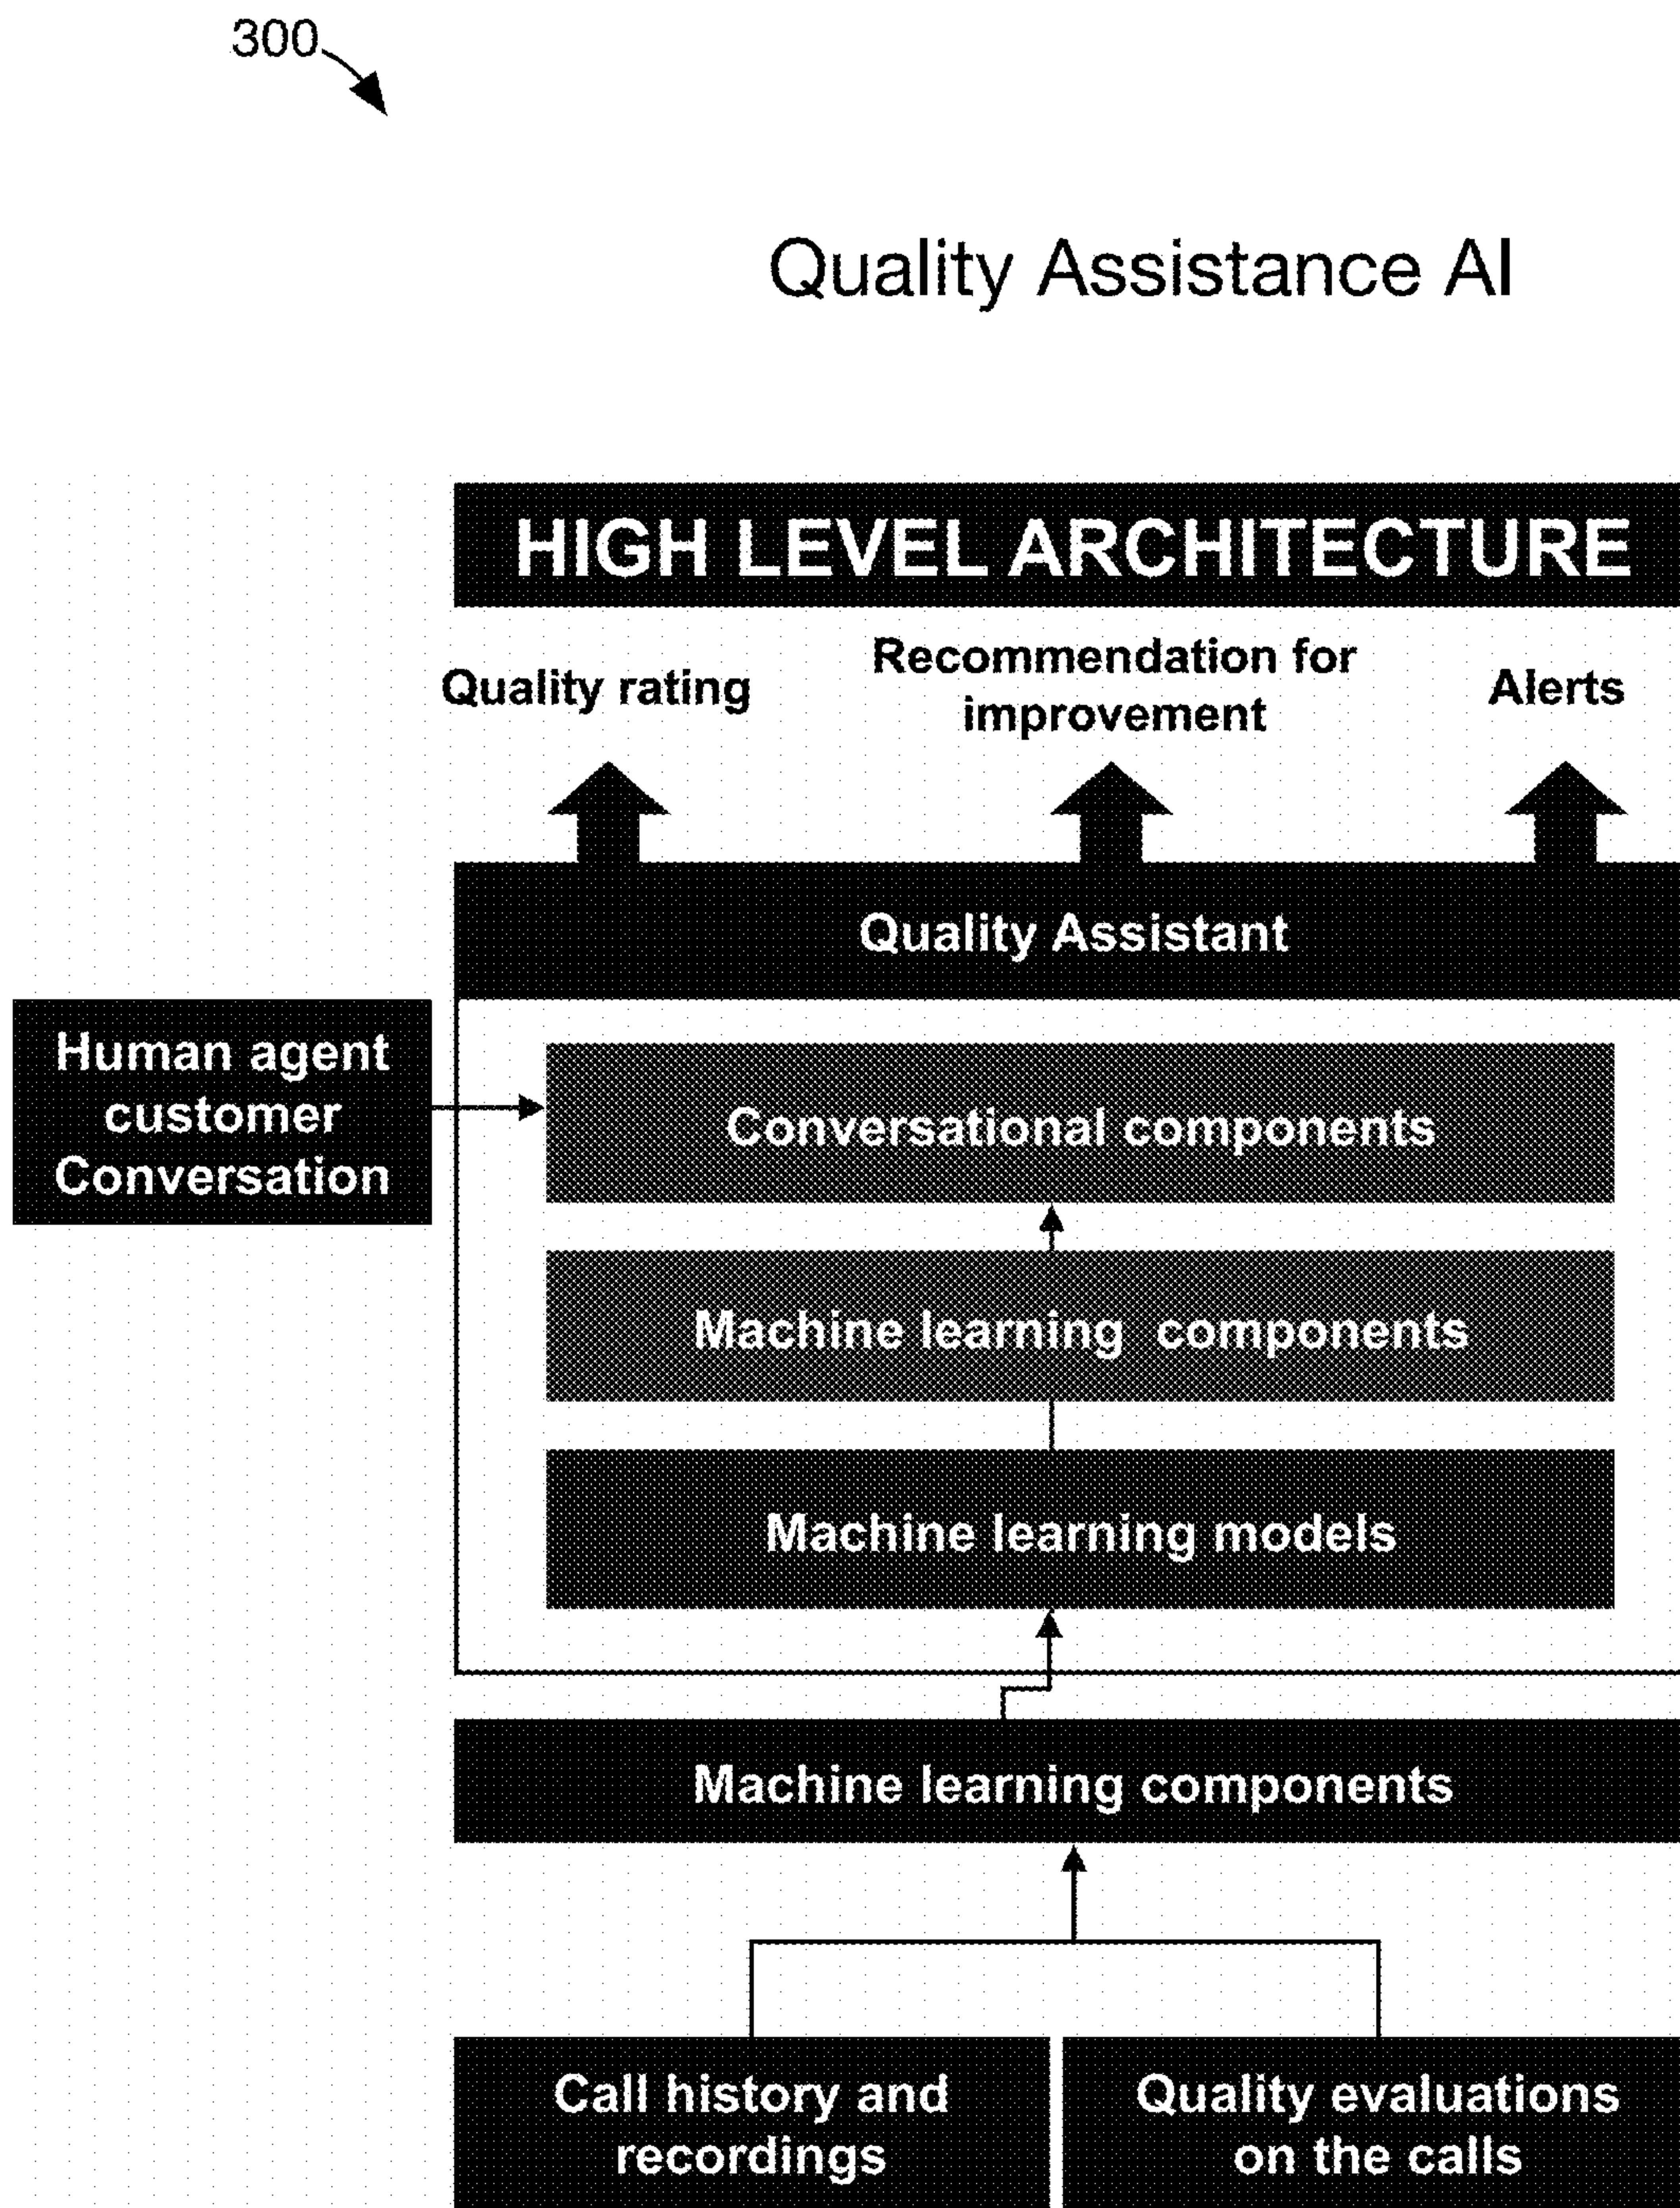 300
Quality Assistance AI
HIGH LEVEL ARCHITECTURE
Quality rating
Recommendation for
improvement
Alerts
Quality Assistant
Human agent
customer
Conversation
Conversational components
Machine learning components
Machine learning models
Machine learning components
Call history and
recordings
Quality evaluations
on the calls